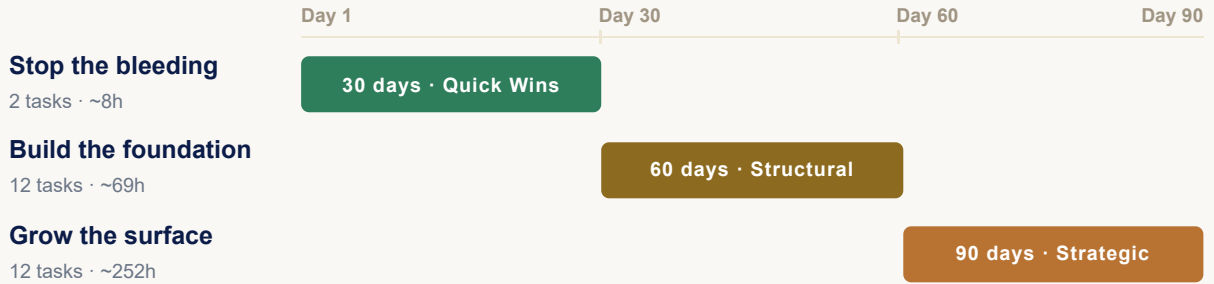 Day 1 Day 30 Day 60 Day 90
Stop the bleeding
2 tasks · ~8h
30 days · Quick Wins
Build the foundation
12 tasks · ~69h
60 days · Structural
Grow the surface
12 tasks · ~252h
90 days · Strategic